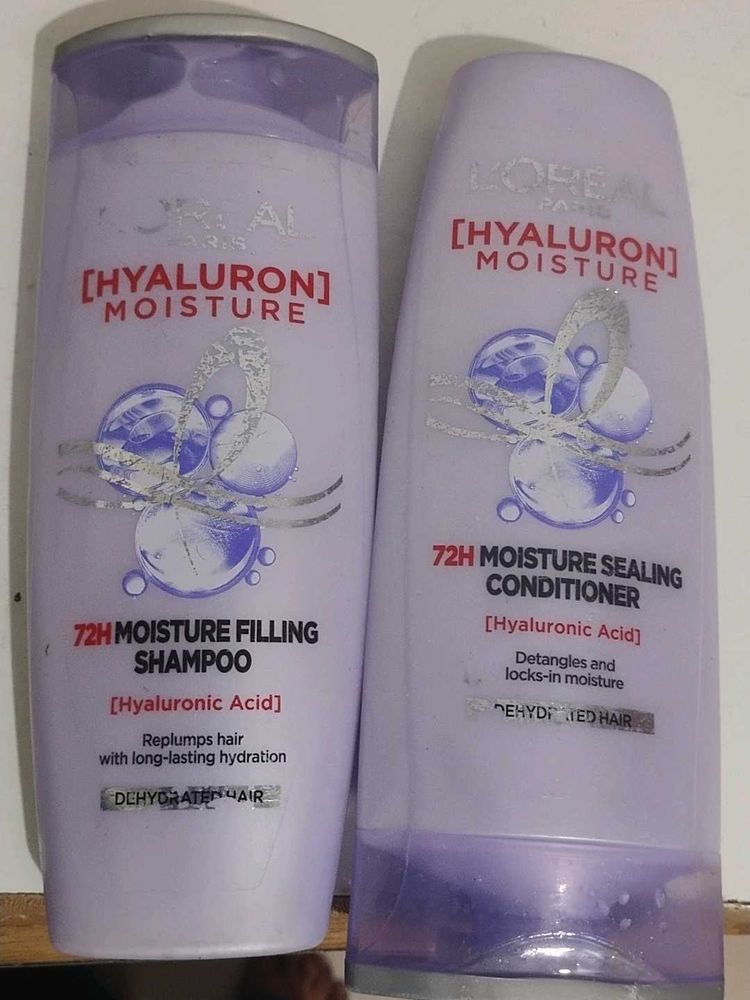 L'ORÉAL
PARIS
[HYALURON]
MOISTURE
72H MOISTURE FILLING
SHAMPOO
[Hyaluronic Acid]
Replumps hair
with long-lasting hydration
DEHYDRATED HAIR
L'ORÉAL
PARIS
[HYALURON]
MOISTURE
72H MOISTURE SEALING
CONDITIONER
[Hyaluronic Acid]
Detangles and
locks-in moisture
DEHYDRATED HAIR